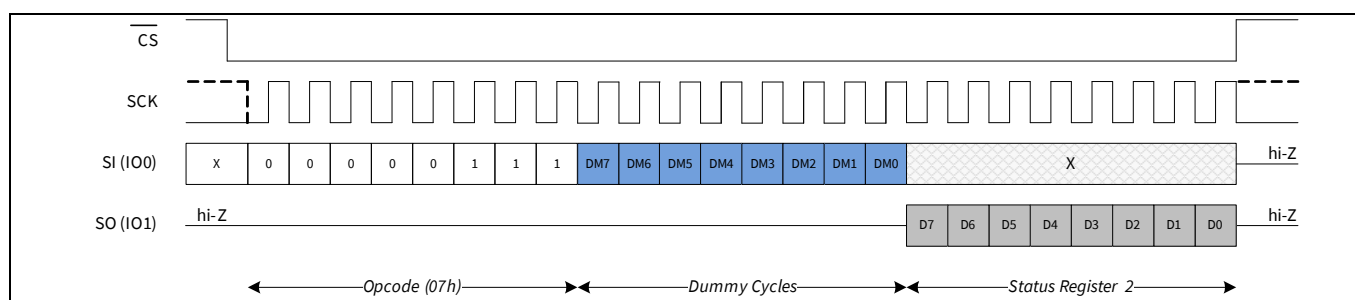 CS
SCK
SI (IO0) X 0 0 0 0 0 1 1 1 DM7 DM6 DM5 DM4 DM3 DM2 DM1 DM0 X hi-Z
SO (IO1) hi-Z D7 D6 D5 D4 D3 D2 D1 D0 hi-Z
Opcode (07h) Dummy Cycles Status Register 2